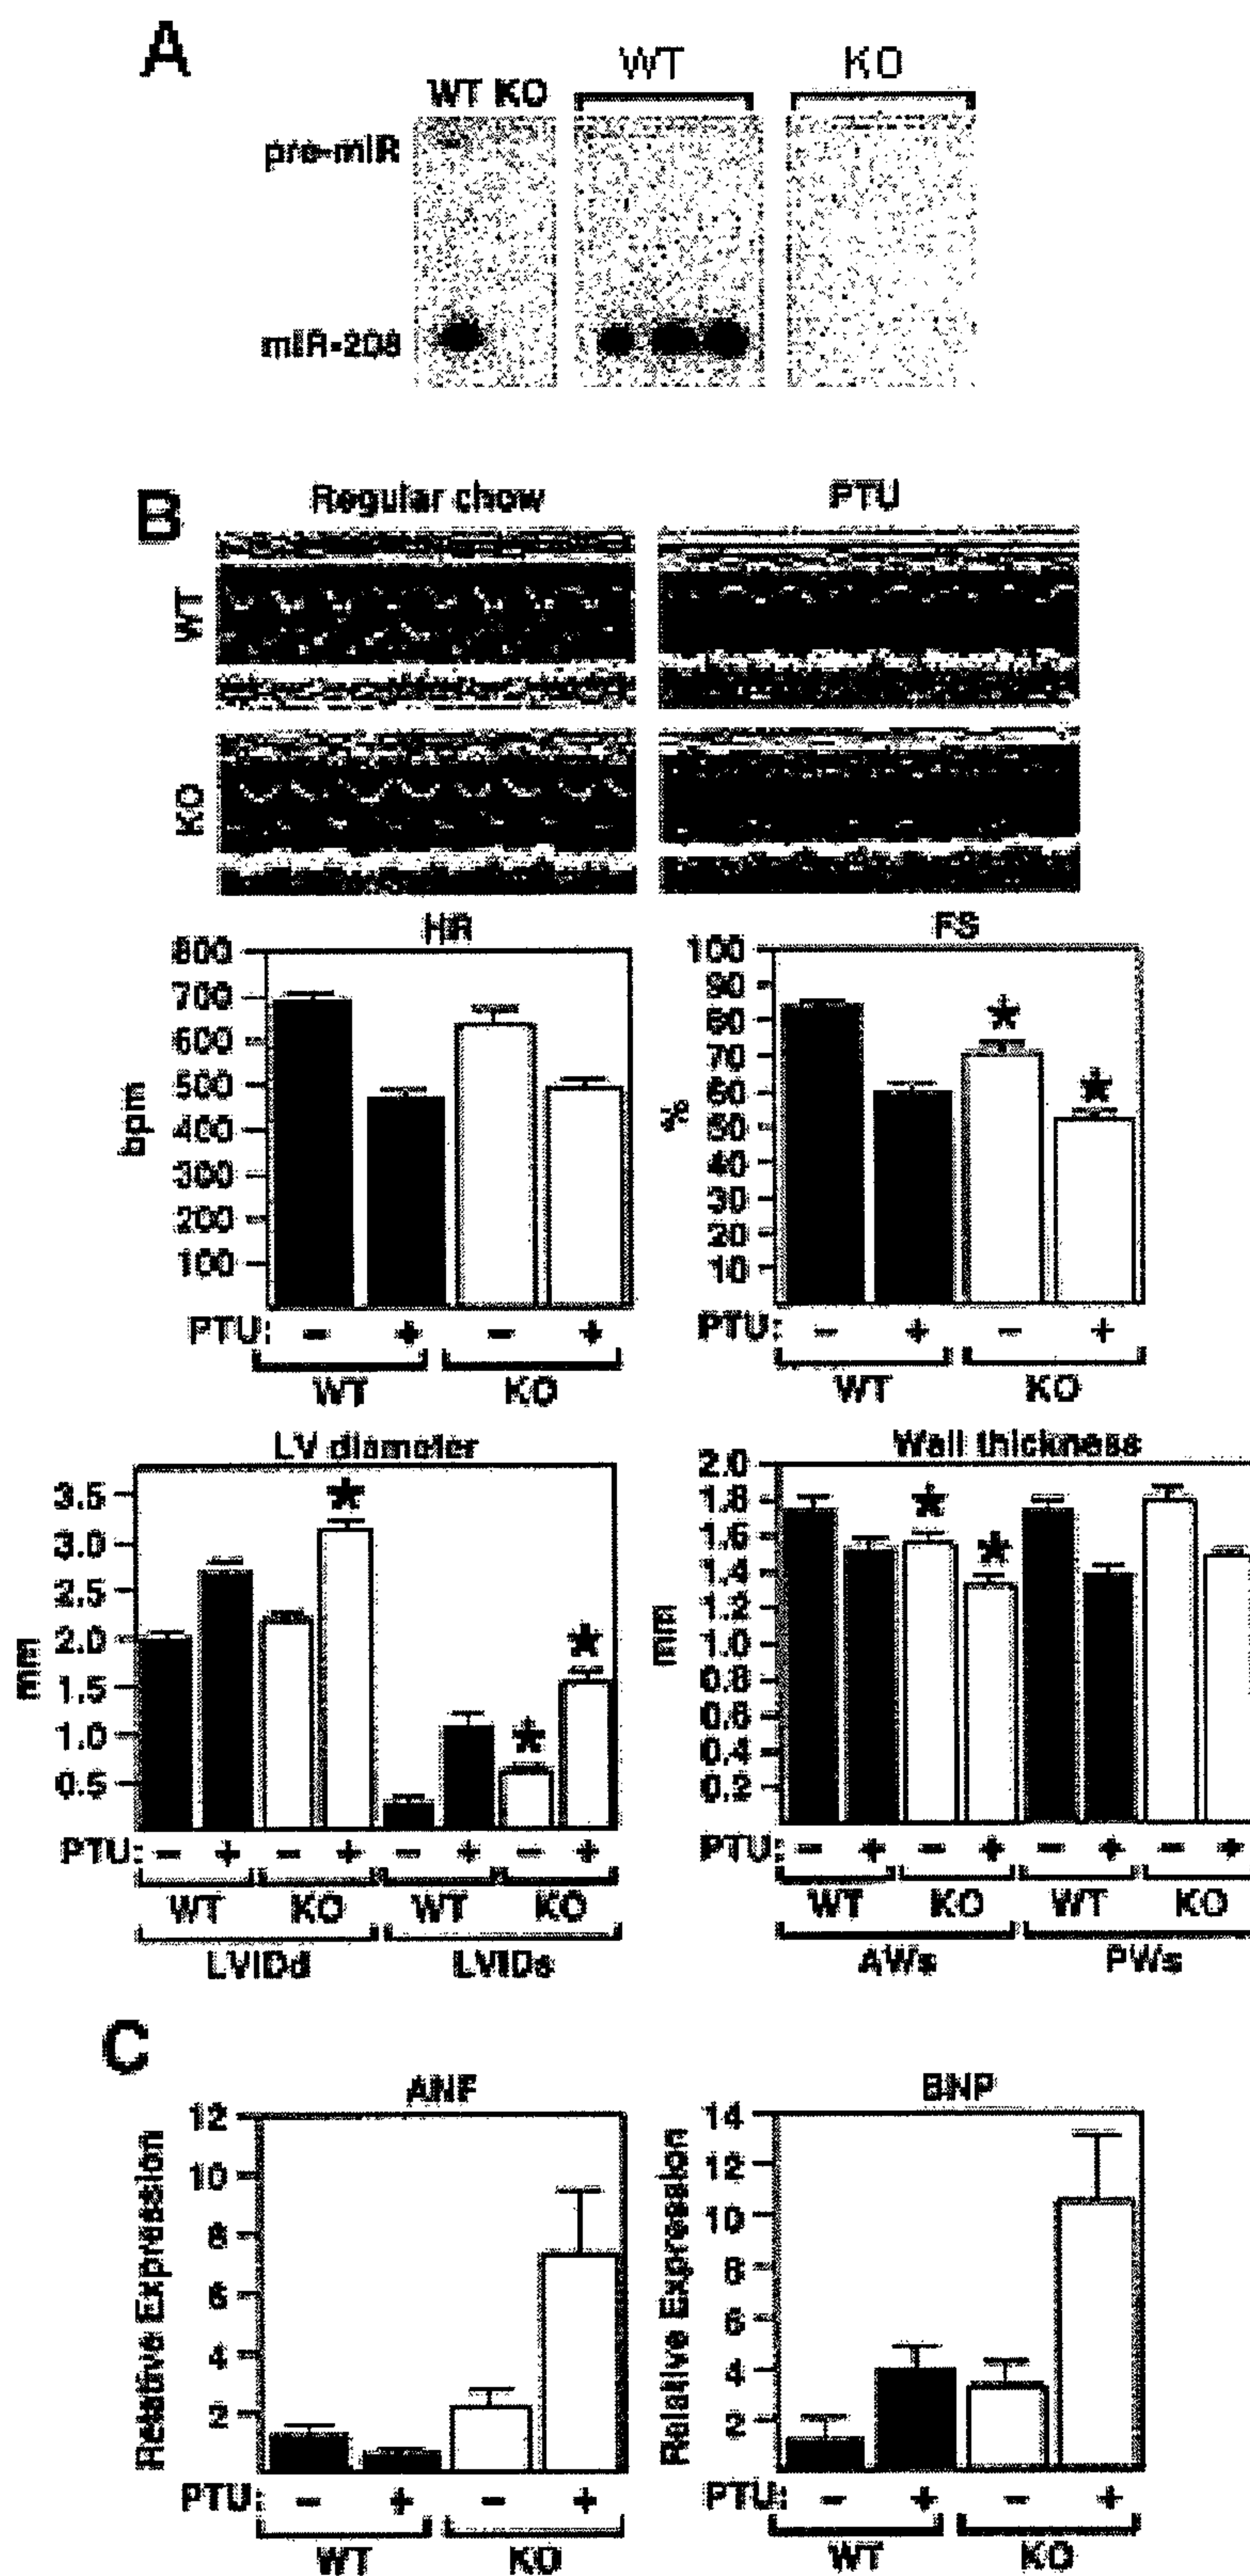 A
WT KO
WT
KO
pre-miR
miR-208
B
Regular chow
PTU
WT
KO
HR
800
700
600
500
400
300
200
100
bpm
PTU: - + - +
WT KO
FS
100
90
80
70
60
50
40
30
20
10
%
★
★
PTU: - + - +
WT KO
LV diameter
3.5
3.0
2.5
2.0
1.5
1.0
0.5
mm
★
★
★
PTU: - + - + - + - +
WT KO WT KO
LVIDd LVIDs
Wall thickness
2.0
1.8
1.6
1.4
1.2
1.0
0.8
0.6
0.4
0.2
mm
★
★
PTU: - + - + - + - +
WT KO WT KO
AWs PWs
C
ANF
12
10
8
6
4
2
Relative Expression
PTU: - + - +
WT KO
BNP
14
12
10
8
6
4
2
Relative Expression
PTU: - + - +
WT KO